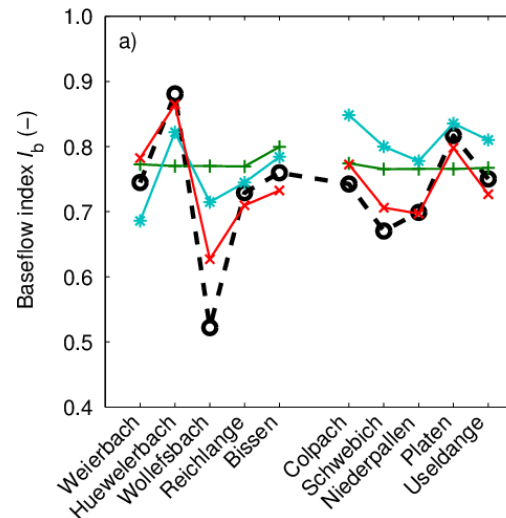 a)
Baseflow index I_b (−)
1.0
0.9
0.8
0.7
0.6
0.5
0.4
Weierbach
Huewelerbach
Wollefsbach
Reichlange
Bissen
Colpach
Schwebich
Niederpallen
Platen
Useldange